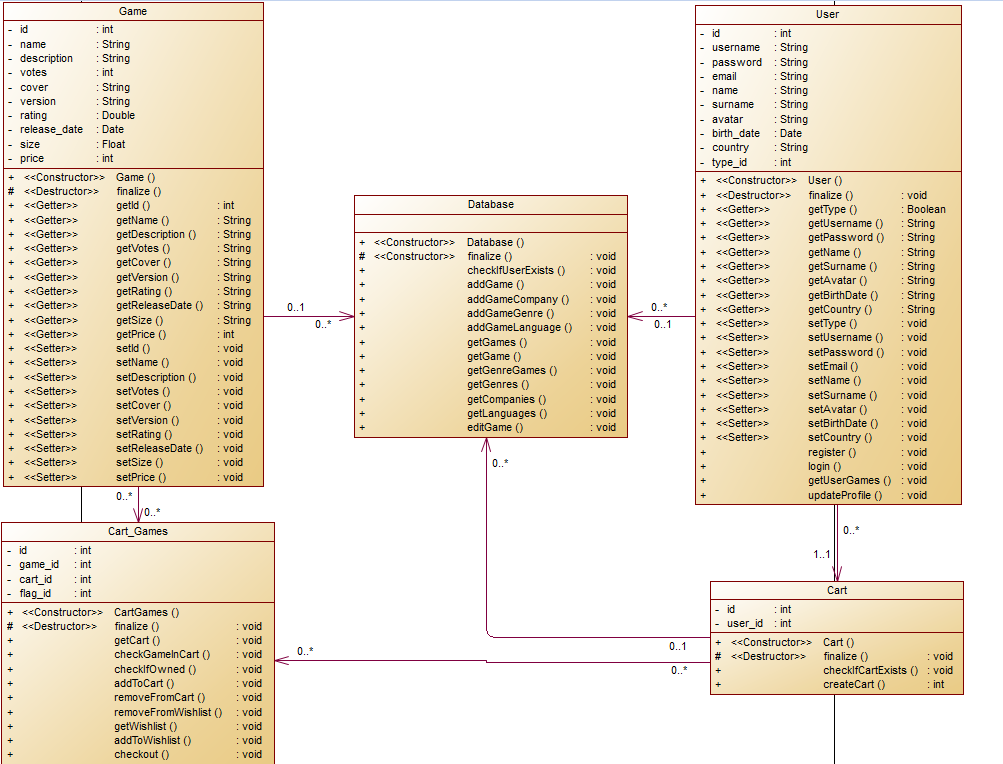 Game
- id : int
- name : String
- description : String
- votes : int
- cover : String
- version : String
- rating : Double
- release_date : Date
- size : Float
- price : int
+ <<Constructor>> Game ()
# <<Destructor>> finalize ()
+ <<Getter>> getId () : int
+ <<Getter>> getName () : String
+ <<Getter>> getDescription () : String
+ <<Getter>> getVotes () : String
+ <<Getter>> getCover () : String
+ <<Getter>> getVersion () : String
+ <<Getter>> getRating () : String
+ <<Getter>> getReleaseDate () : String
+ <<Getter>> getSize () : String
+ <<Getter>> getPrice () : int
+ <<Setter>> setId () : void
+ <<Setter>> setName () : void
+ <<Setter>> setDescription () : void
+ <<Setter>> setVotes () : void
+ <<Setter>> setCover () : void
+ <<Setter>> setVersion () : void
+ <<Setter>> setRating () : void
+ <<Setter>> setReleaseDate () : void
+ <<Setter>> setSize () : void
+ <<Setter>> setPrice () : void
0..1
0..*
Database
+ <<Constructor>> Database ()
# <<Constructor>> finalize () : void
+ checkIfUserExists () : void
+ addGame () : void
+ addGameCompany () : void
+ addGameGenre () : void
+ addGameLanguage () : void
+ getGames () : void
+ getGame () : void
+ getGenreGames () : void
+ getGenres () : void
+ getCompanies () : void
+ getLanguages () : void
+ editGame () : void
0..*
0..1
User
- id : int
- username : String
- password : String
- email : String
- name : String
- surname : String
- avatar : String
- birth_date : Date
- country : String
- type_id : int
+ <<Constructor>> User ()
+ <<Destructor>> finalize () : void
+ <<Getter>> getType () : Boolean
+ <<Getter>> getUsername () : String
+ <<Getter>> getPassword () : String
+ <<Getter>> getName () : String
+ <<Getter>> getSurname () : String
+ <<Getter>> getAvatar () : String
+ <<Getter>> getBirthDate () : String
+ <<Getter>> getCountry () : String
+ <<Setter>> setType () : void
+ <<Setter>> setUsername () : void
+ <<Setter>> setPassword () : void
+ <<Setter>> setEmail () : void
+ <<Setter>> setName () : void
+ <<Setter>> setSurname () : void
+ <<Setter>> setAvatar () : void
+ <<Setter>> setBirthDate () : void
+ <<Setter>> setCountry () : void
+ register () : void
+ login () : void
+ getUserGames () : void
+ updateProfile () : void
0..*
0..*
0..*
0..*
1..1
Cart_Games
- id : int
- game_id : int
- cart_id : int
- flag_id : int
+ <<Constructor>> CartGames ()
# <<Destructor>> finalize () : void
+ getCart () : void
+ checkGameInCart () : void
+ checkIfOwned () : void
+ addToCart () : void
+ removeFromCart () : void
+ removeFromWishlist () : void
+ getWishlist () : void
+ addToWishlist () : void
+ checkout () : void
0..*
0..1
0..*
Cart
- id : int
- user_id : int
+ <<Constructor>> Cart ()
# <<Destructor>> finalize () : void
+ checkIfCartExists () : void
+ createCart () : int